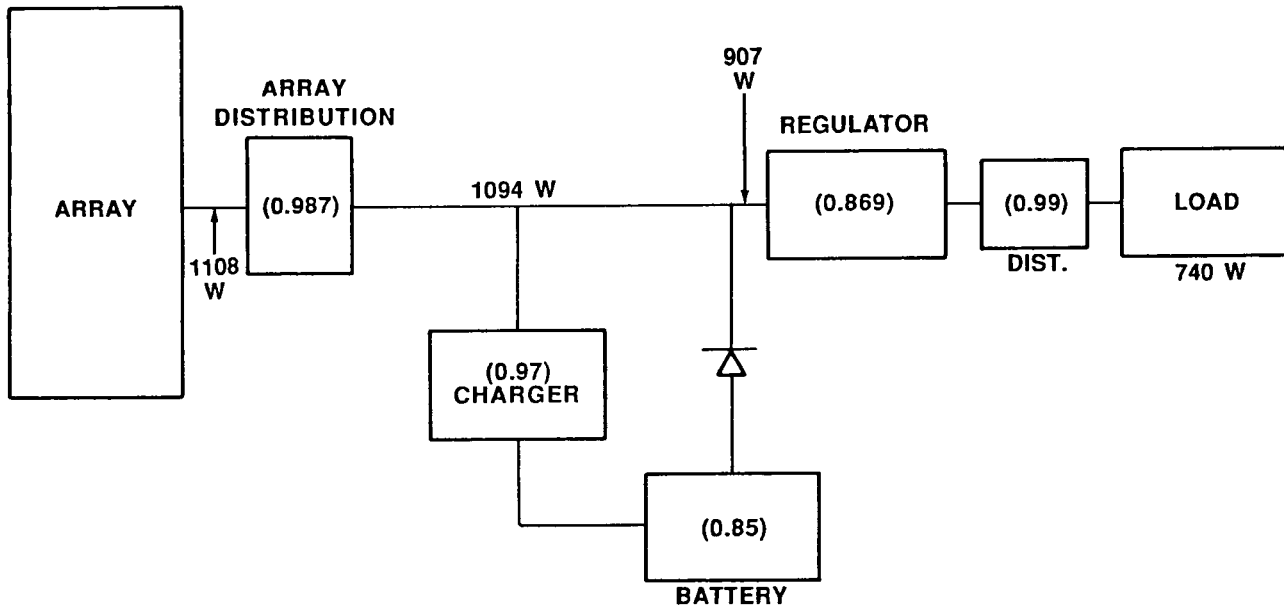 ARRAY
1108
W
ARRAY
DISTRIBUTION
(0.987)
1094 W
(0.97)
CHARGER
907
W
REGULATOR
(0.869)
(0.99)
DIST.
LOAD
740 W
(0.85)
BATTERY